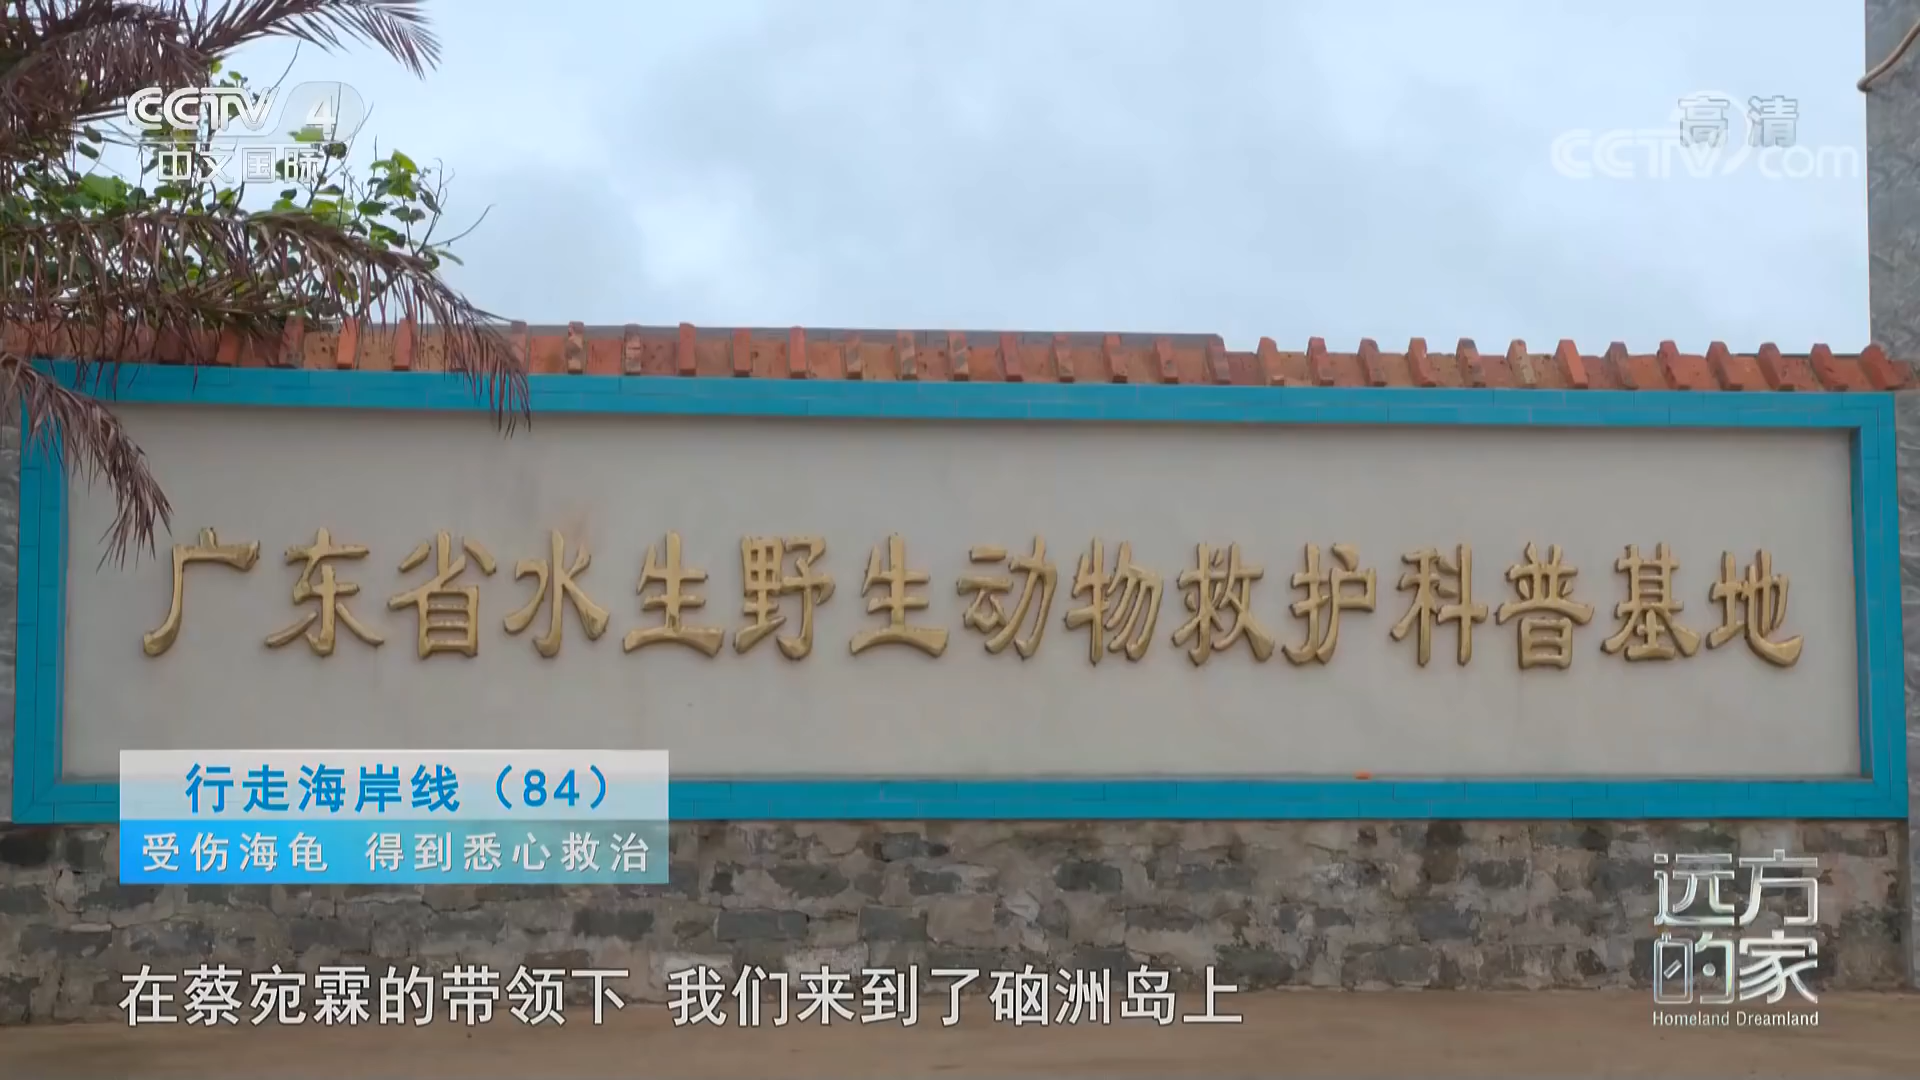 CCTV 4
中文国际
高清
CCTV.com
广东省水生野生动物救护科普基地
行走海岸线（84）
受伤海龟 得到悉心救治
远方
的家
Homeland Dreamland
在蔡宛霖的带领下 我们来到了硇洲岛上